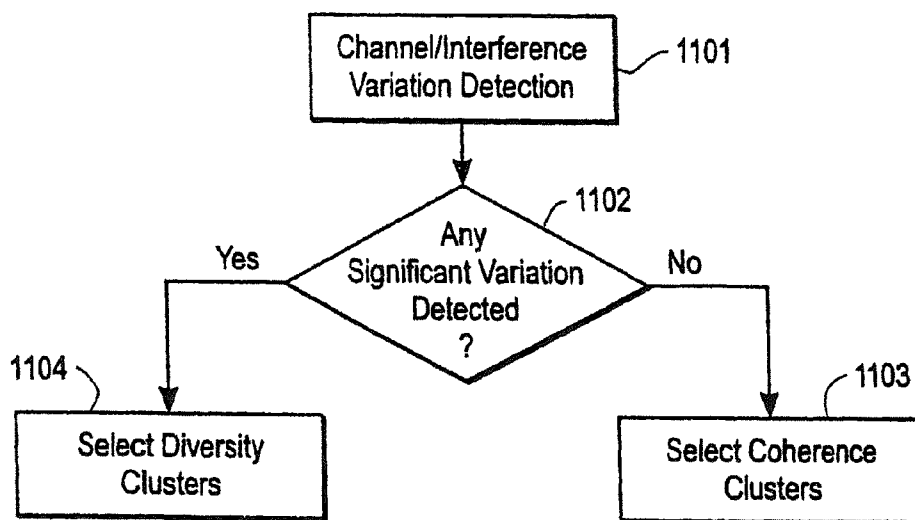 Channel/Interference
Variation Detection
1101
1102
Any
Significant Variation
Detected
?
Yes
No
1104
Select Diversity
Clusters
1103
Select Coherence
Clusters